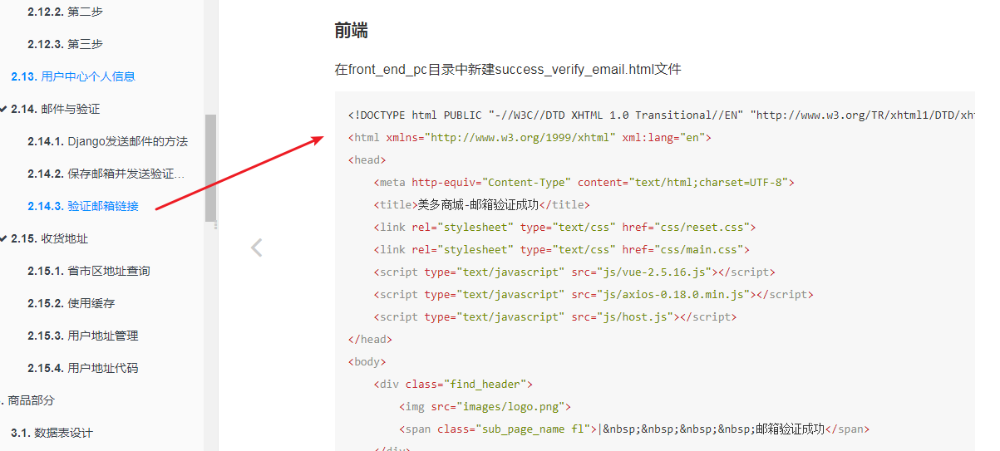 2.12.2. 第二步
2.12.3. 第三步
2.13. 用户中心个人信息
2.14. 邮件与验证
2.14.1. Django发送邮件的方法
2.14.2. 保存邮箱并发送验证…
2.14.3. 验证邮箱链接
2.15. 收货地址
2.15.1. 省市区地址查询
2.15.2. 使用缓存
2.15.3. 用户地址管理
2.15.4. 用户地址代码
. 商品部分
3.1. 数据表设计
前端
在front_end_pc目录中新建success_verify_email.html文件
<!DOCTYPE html PUBLIC "-//W3C//DTD XHTML 1.0 Transitional//EN" "http://www.w3.org/TR/xhtml1/DTD/xht
<html xmlns="http://www.w3.org/1999/xhtml" xml:lang="en">
<head>
<meta http-equiv="Content-Type" content="text/html;charset=UTF-8">
<title>美多商城-邮箱验证成功</title>
<link rel="stylesheet" type="text/css" href="css/reset.css">
<link rel="stylesheet" type="text/css" href="css/main.css">
<script type="text/javascript" src="js/vue-2.5.16.js"></script>
<script type="text/javascript" src="js/axios-0.18.0.min.js"></script>
<script type="text/javascript" src="js/host.js"></script>
</head>
<body>
<div class="find_header">
<img src="images/logo.png">
<span class="sub_page_name fl">|&nbsp;&nbsp;&nbsp;&nbsp;邮箱验证成功</span>
</div>